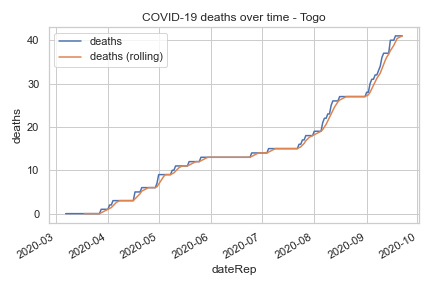 COVID-19 deaths over time - Togo
deaths
deaths (rolling)
deaths
40
30
20
10
0
2020-03
2020-04
2020-05
2020-06
2020-07
2020-08
2020-09
2020-10
dateRep